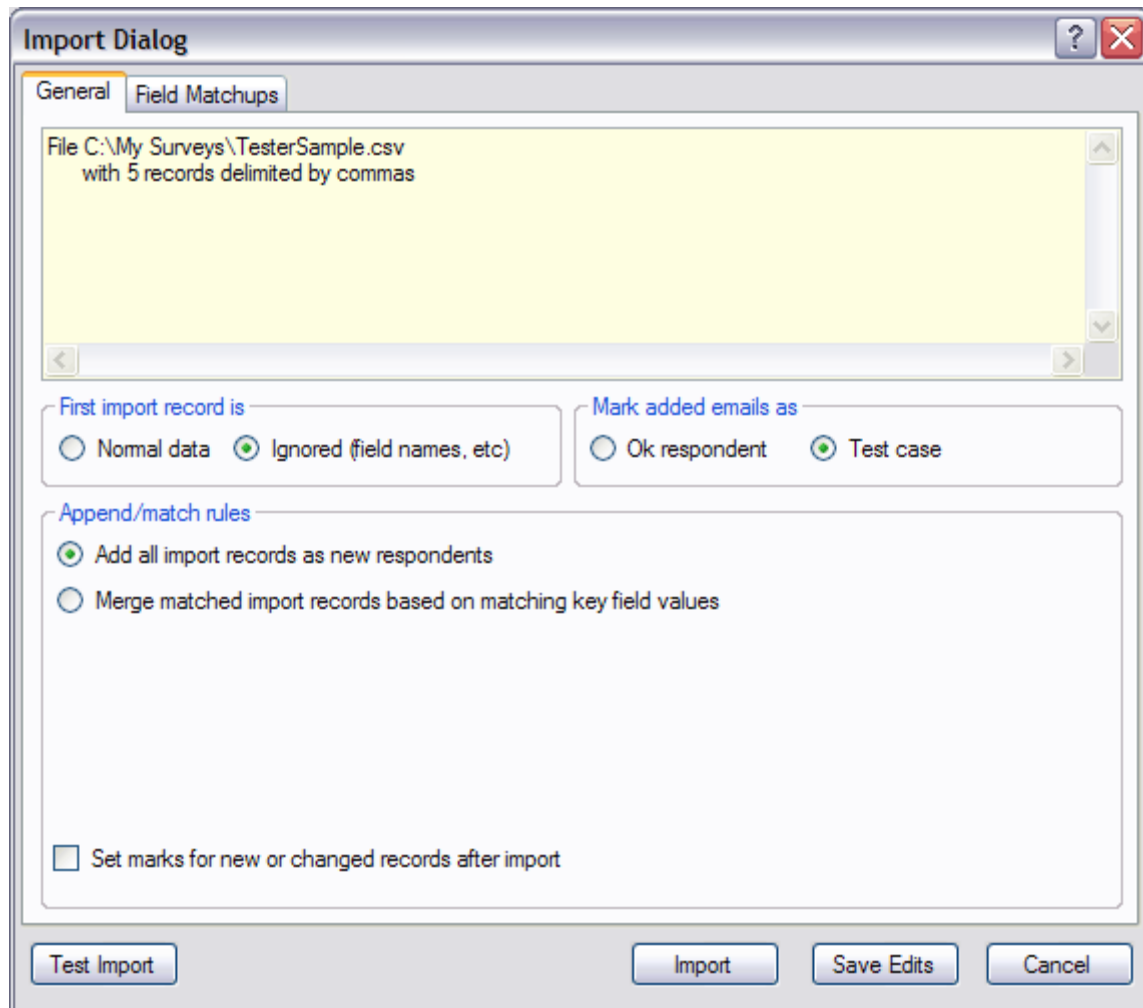 Import Dialog
?
General Field Matchups
File C:\My Surveys\TesterSample.csv
with 5 records delimited by commas
First import record is Mark added emails as
Normal data Ignored (field names, etc) Ok respondent Test case
Append/match rules
Add all import records as new respondents
Merge matched import records based on matching key field values
Set marks for new or changed records after import
Test Import Import Save Edits Cancel